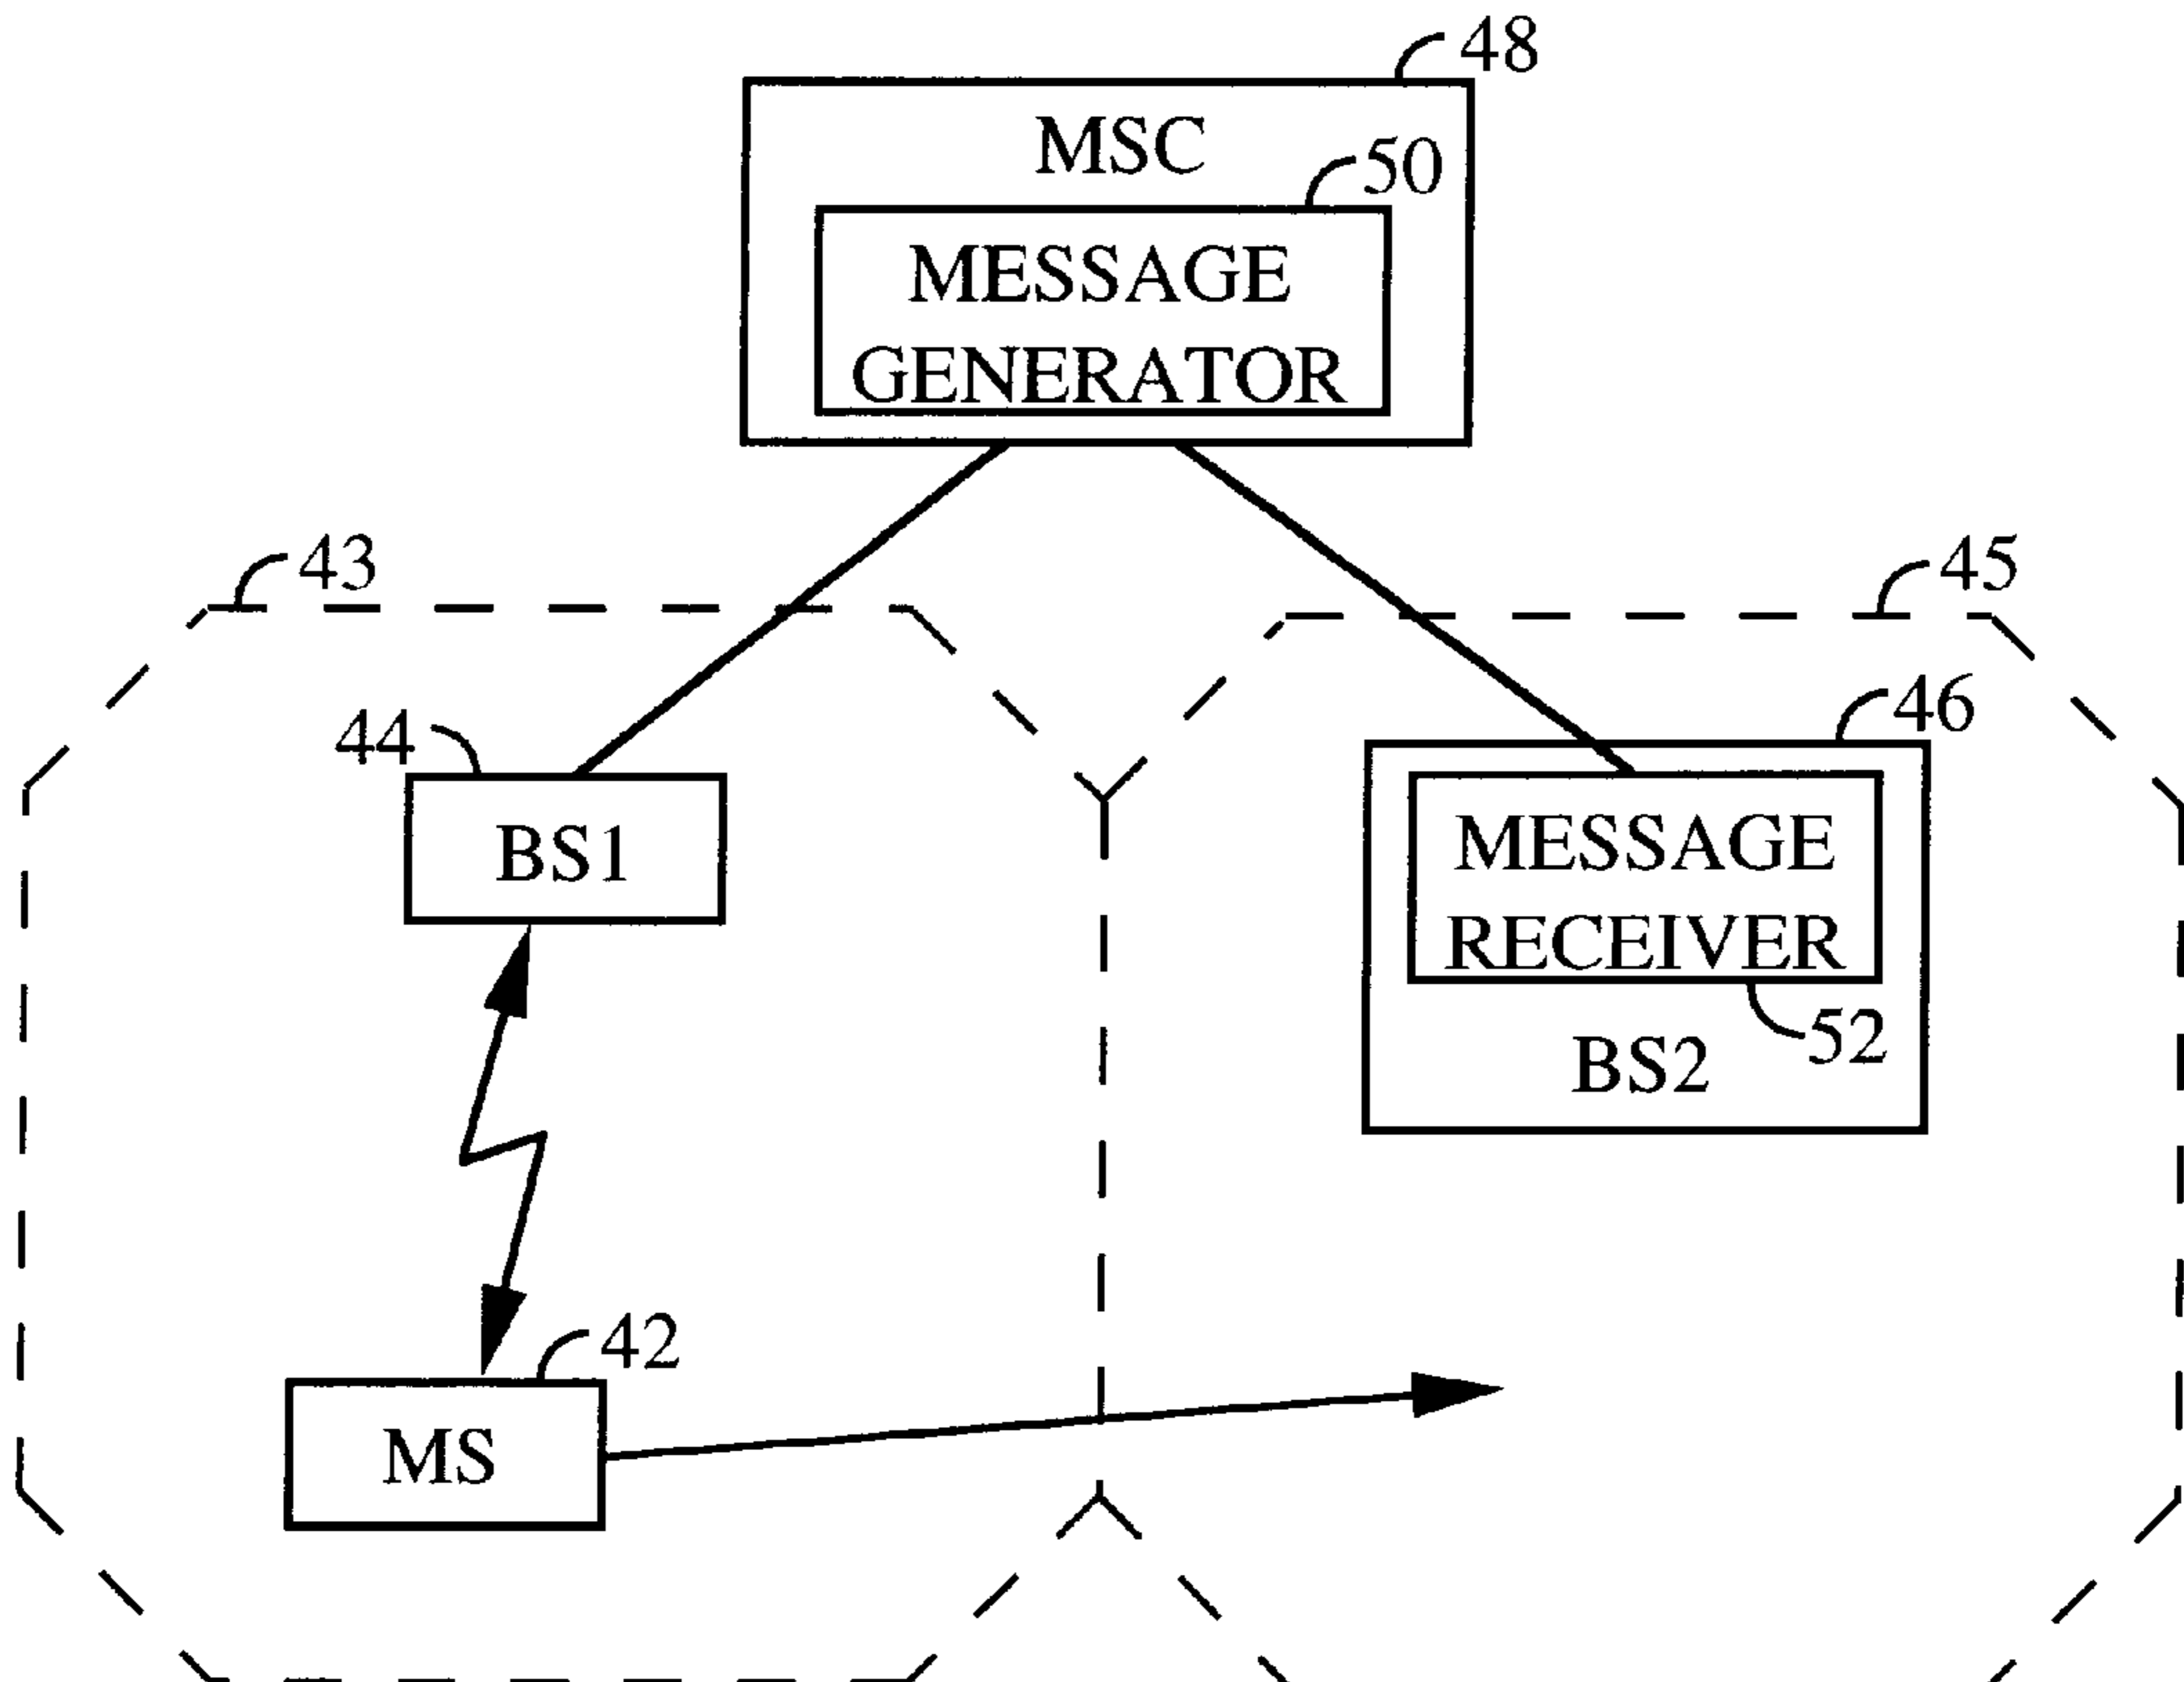 48
MSC
50
MESSAGE
GENERATOR
43
45
44
46
BS1
MESSAGE
RECEIVER
52
BS2
42
MS